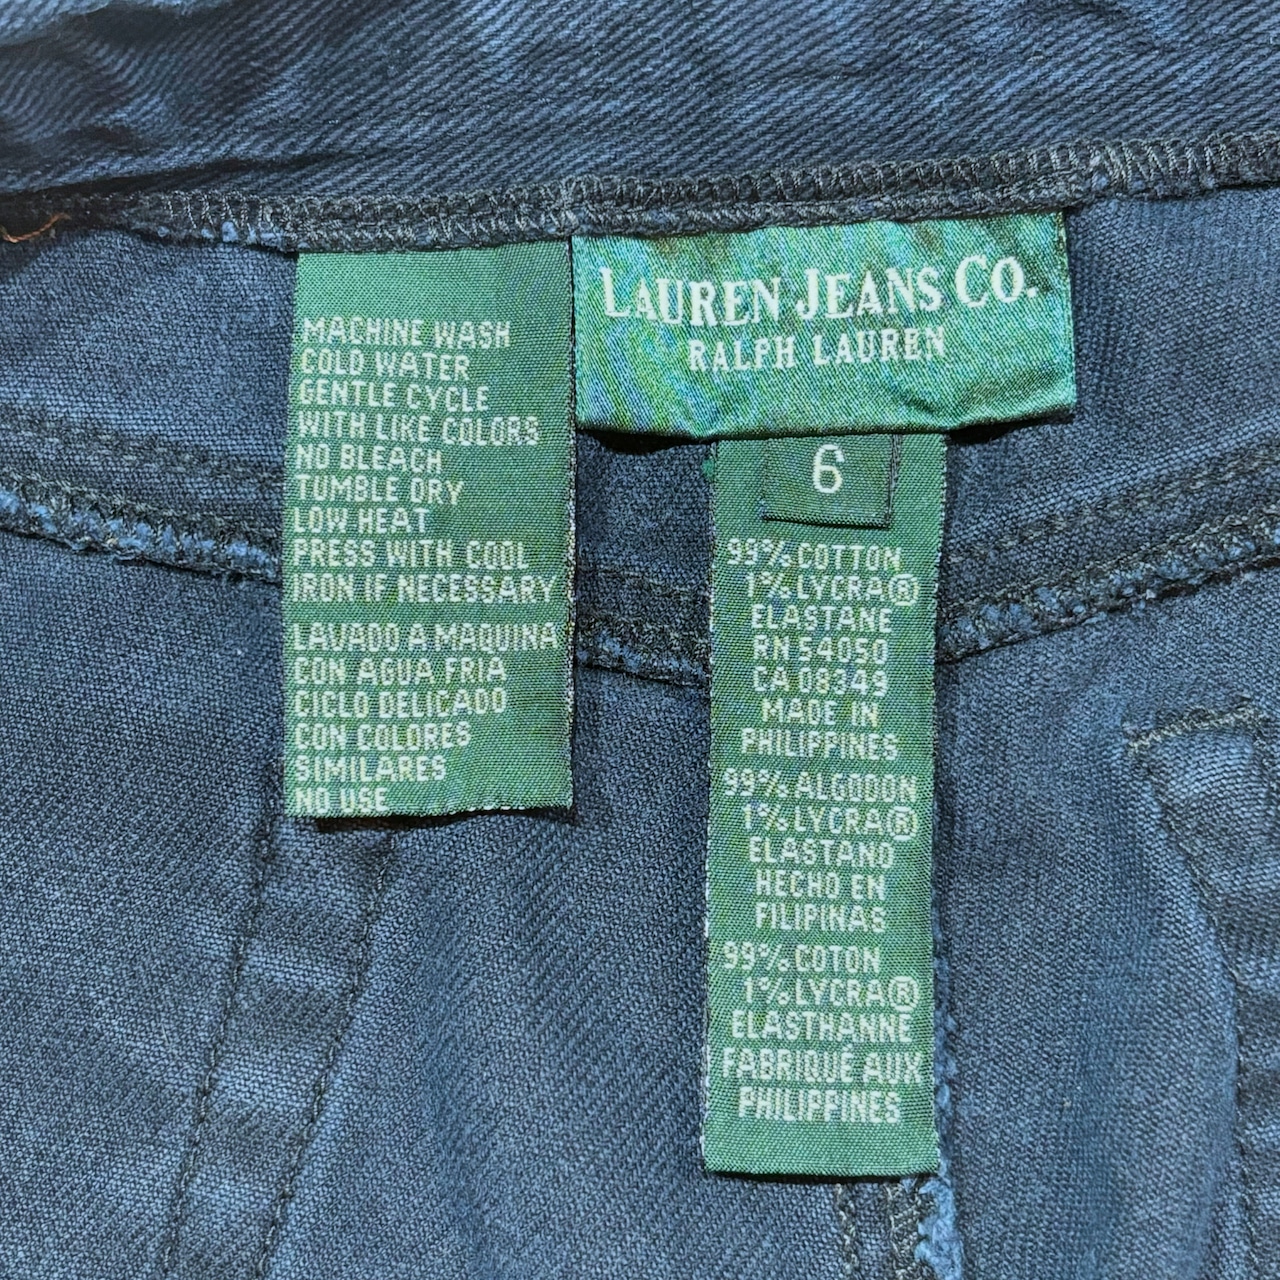 MACHINE WASH
COLD WATER
GENTLE CYCLE
WITH LIKE COLORS
NO BLEACH
TUMBLE DRY
LOW HEAT
PRESS WITH COOL
IRON IF NECESSARY
LAVADO A MAQUINA
CON AGUA FRIA
CICLO DELICADO
CON COLORES
SIMILARES
NO USE
LAUREN JEANS CO.
RALPH LAUREN
6
99% COTTON
1% LYCRA®
ELASTANE
RN 54050
CA 08349
MADE IN
PHILIPPINES
99% ALGODON
1% LYCRA®
ELASTANO
HECHO EN
FILIPINAS
99% COTON
1% LYCRA®
ELASTHANNE
FABRIQUÉ AUX
PHILIPPINES